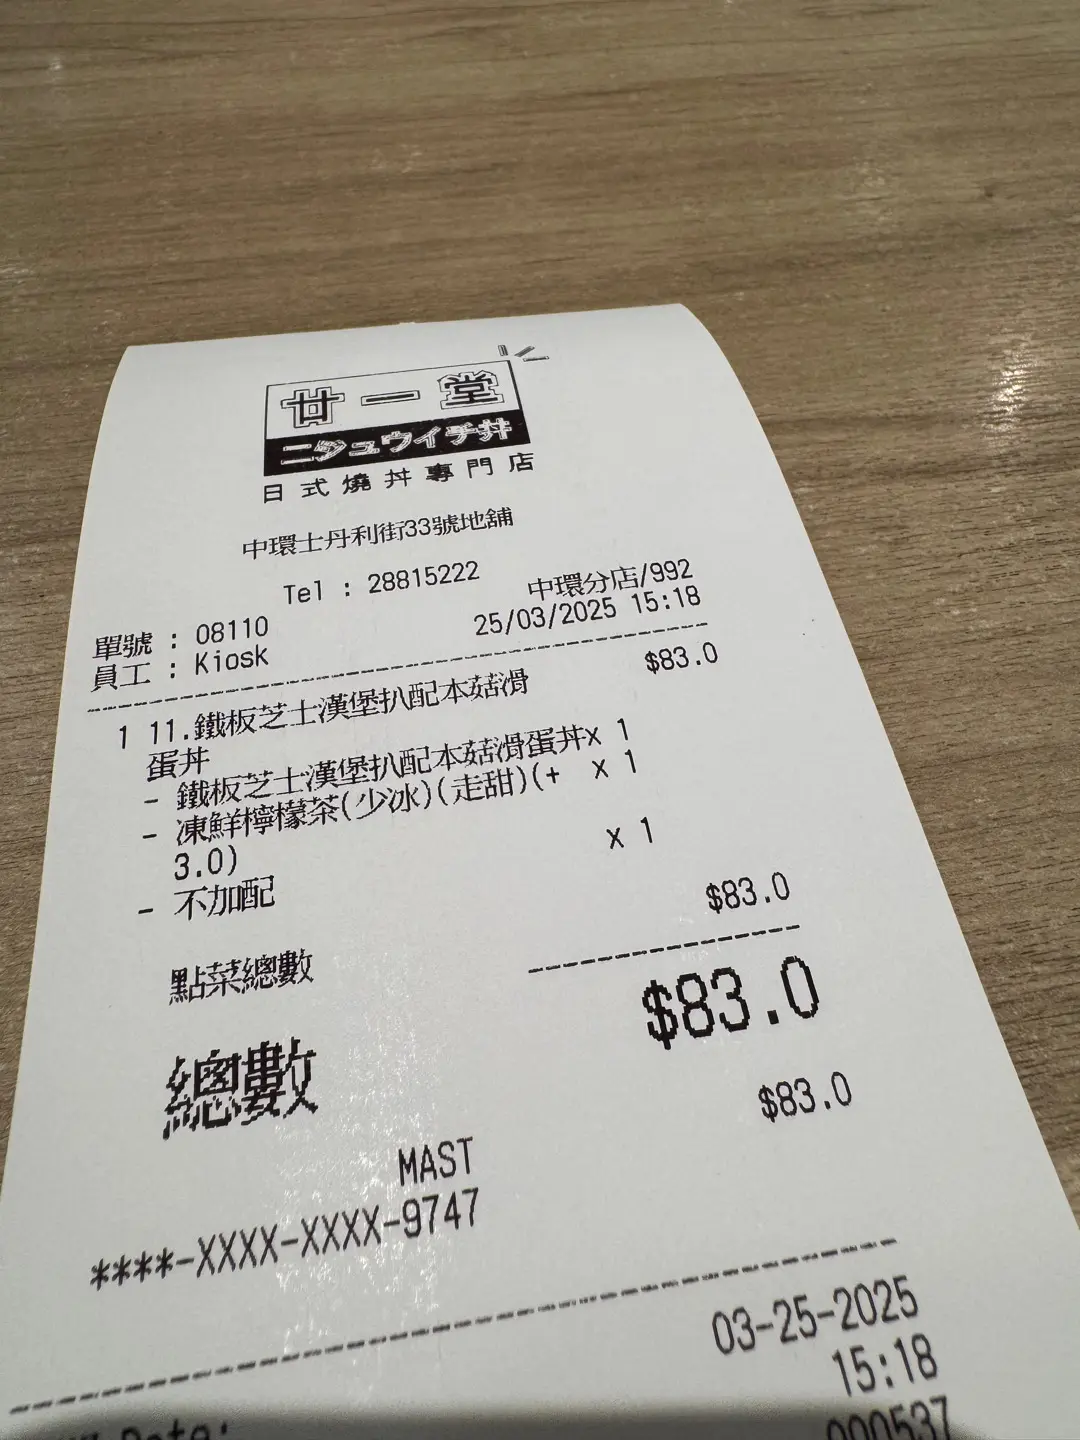 廿一堂
ニジュウイチ丼
日式燒丼專門店
中環士丹利街33號地舖
Tel : 28815222
中環分店/992
單號 : 08110
25/03/2025 15:18
員工 : Kiosk
1 11.鐵板芝士漢堡扒配本菇滑 $83.0
蛋丼
- 鐵板芝士漢堡扒配本菇滑蛋丼x 1
- 凍鮮檸檬茶(少冰)(走甜)(+ x 1
3.0)
- 不加配 x 1
點菜總數 $83.0
總數 $83.0
MAST $83.0
****-XXXX-XXXX-9747
03-25-2025
15:18
Date:
000537